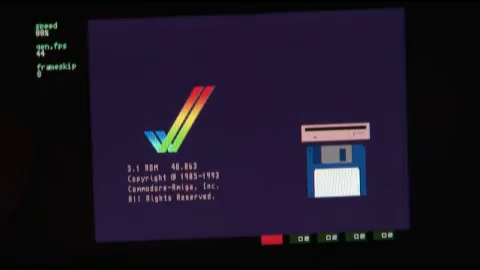 speed
88%
gen.fps
44
frameskip
0
3.1 ROM 40.063
Copyright © 1985-1993
Commodore-Amiga, Inc.
All Rights Reserved.